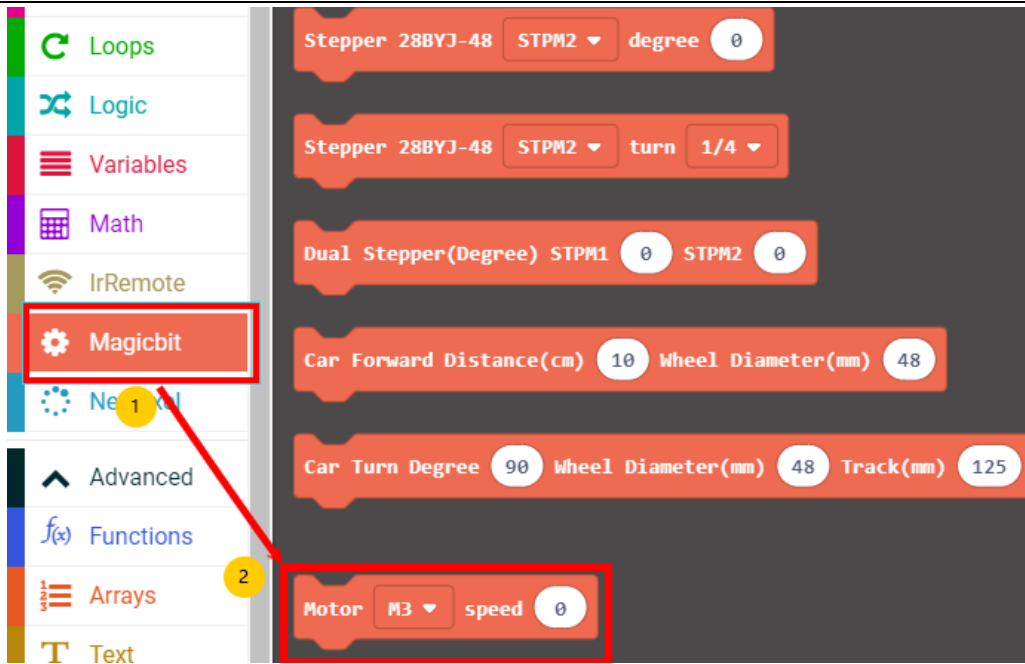 Loops
Logic
Variables
Math
IrRemote
Magicbit
1
Advanced
f(x) Functions
Arrays
Text
Stepper 28BYJ-48 STPM2 degree 0
Stepper 28BYJ-48 STPM2 turn 1/4
Dual Stepper(Degree) STPM1 0 STPM2 0
Car Forward Distance(cm) 10 Wheel Diameter(mm) 48
Car Turn Degree 90 Wheel Diameter(mm) 48 Track(mm) 125
2
Motor M3 speed 0